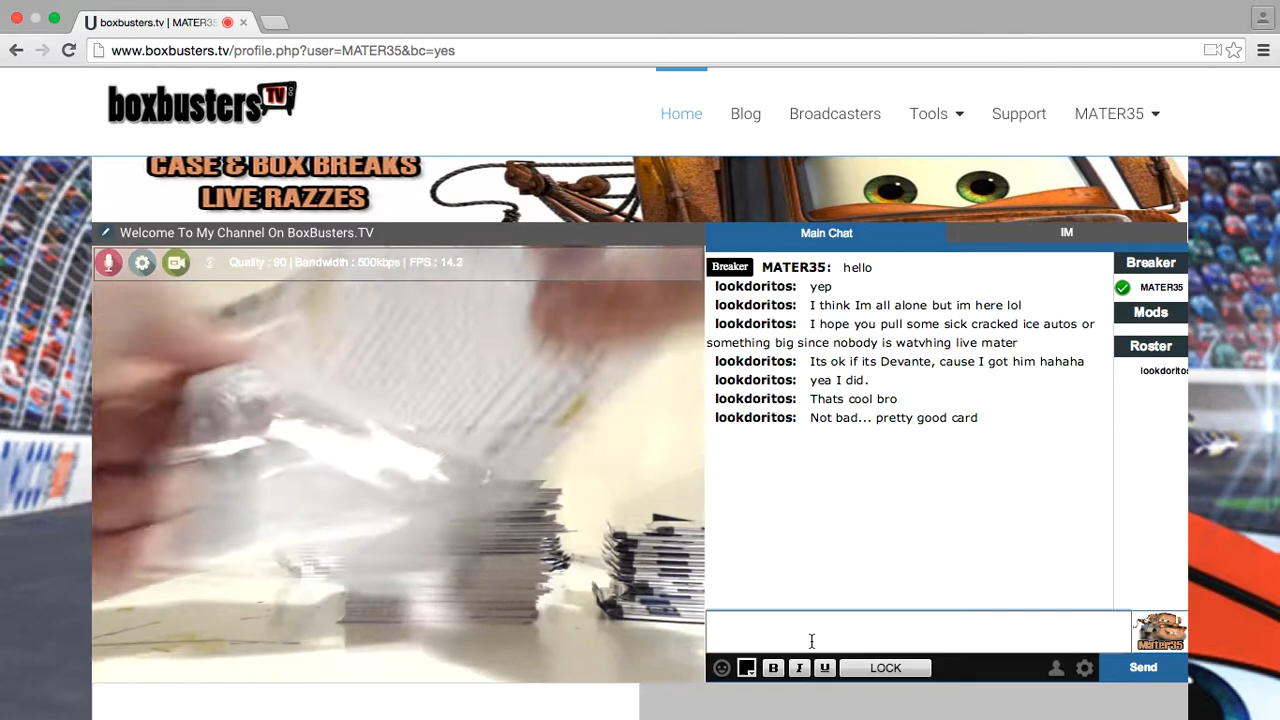 boxbusters.tv | MATER35
www.boxbusters.tv/profile.php?user=MATER35&bc=yes
boxbusters TV
Home Blog Broadcasters Tools Support MATER35
CASE & BOX BREAKS
LIVE RAZZES
Welcome To My Channel On BoxBusters.TV
Main Chat IM
Quality : 90 | Bandwidth : 500kbps | FPS : 14.2
Breaker MATER35: hello
lookdoritos: yep
lookdoritos: I think Im all alone but im here lol
lookdoritos: I hope you pull some sick cracked ice autos or
something big since nobody is watvhing live mater
lookdoritos: Its ok if its Devante, cause I got him hahaha
lookdoritos: yea I did.
lookdoritos: Thats cool bro
lookdoritos: Not bad... pretty good card
Breaker
MATER35
Mods
Roster
lookdoritos
Mater35
B I U LOCK Send